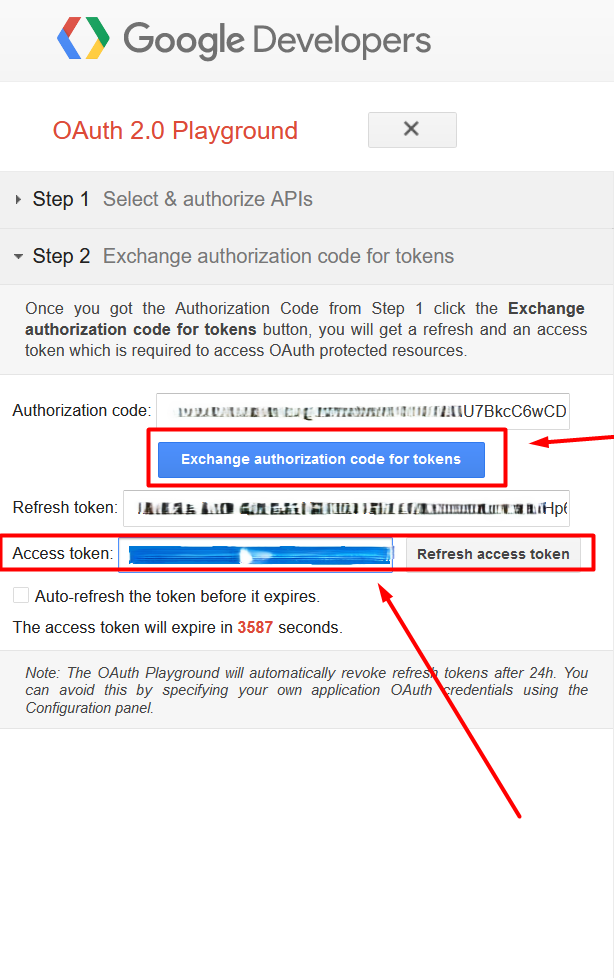 Google Developers
OAuth 2.0 Playground
Step 1 Select & authorize APIs
Step 2 Exchange authorization code for tokens
Once you got the Authorization Code from Step 1 click the Exchange
authorization code for tokens button, you will get a refresh and an access
token which is required to access OAuth protected resources.
Authorization code: U7BkcC6wCD
Exchange authorization code for tokens
Refresh token: Hp6
Access token: Refresh access token
Auto-refresh the token before it expires.
The access token will expire in 3587 seconds.
Note: The OAuth Playground will automatically revoke refresh tokens after 24h. You
can avoid this by specifying your own application OAuth credentials using the
Configuration panel.